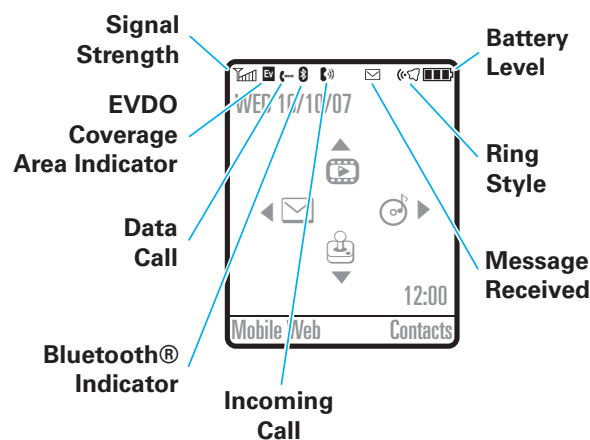 Signal
Strength
Battery
Level
EV
WED 10/10/07
EVDO
Coverage
Area Indicator
Ring
Style
Data
Call
Message
Received
12:00
Mobile Web
Contacts
Bluetooth®
Indicator
Incoming
Call